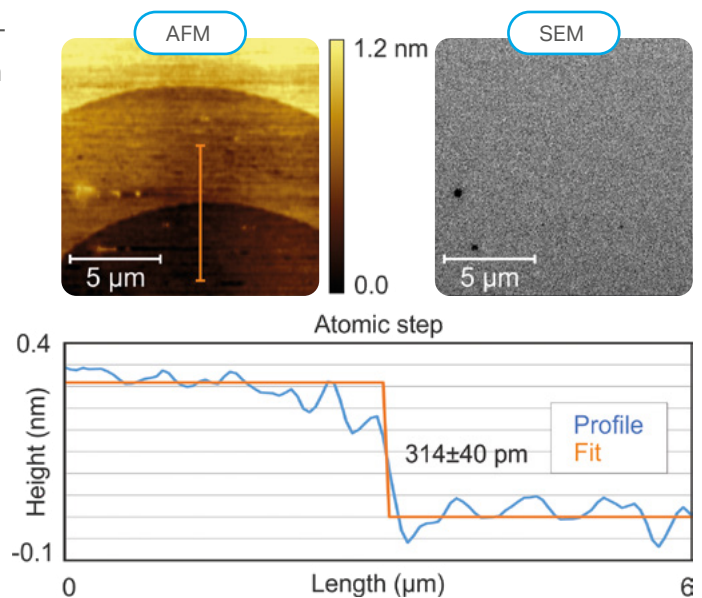 AFM
SEM
1.2 nm
0.0
5 µm
5 µm
Atomic step
0.4
Height (nm)
-0.1
314±40 pm
Profile
Fit
0
Length (µm)
6